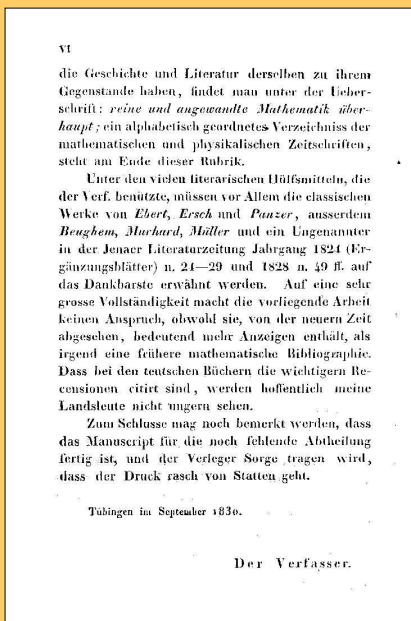 VI
die Geschichte und Literatur derselben zu ihrem
Gegenstande haben, findet man unter der Ueber-
schrift: reine und angewandte Mathematik über-
haupt; ein alphabetisch geordnetes Verzeichniss der
mathematischen und physikalischen Zeitschriften,
steht am Ende dieser Rubrik.
Unter den vielen literarischen Hülfsmitteln, die
der Verf. benützte, müssen vor Allem die classischen
Werke von Ebert, Ersch und Panzer, ausserdem
Beughem, Murhard, Müller und ein Ungenannter
in der Jenaer Literaturzeitung Jahrgang 1824 (Er-
gänzungsblätter) n. 24—29 und 1828 n. 49 ff. auf
das Dankbarste erwähnt werden. Auf eine sehr
grosse Vollständigkeit macht die vorliegende Arbeit
keinen Anspruch, obwohl sie, von der neuern Zeit
abgesehen, bedeutend mehr Anzeigen enthält, als
irgend eine frühere mathematische Bibliographie.
Dass bei den teutschen Büchern die wichtigern Re-
censionen citirt sind, werden hoffentlich meine
Landsleute nicht ungern sehen.
Zum Schlusse mag noch bemerkt werden, dass
das Manuscript für die noch fehlende Abtheilung
fertig ist, und der Verleger Sorge tragen wird,
dass der Druck rasch von Statten geht.
Tübingen im September 1830.
Der Verfasser.